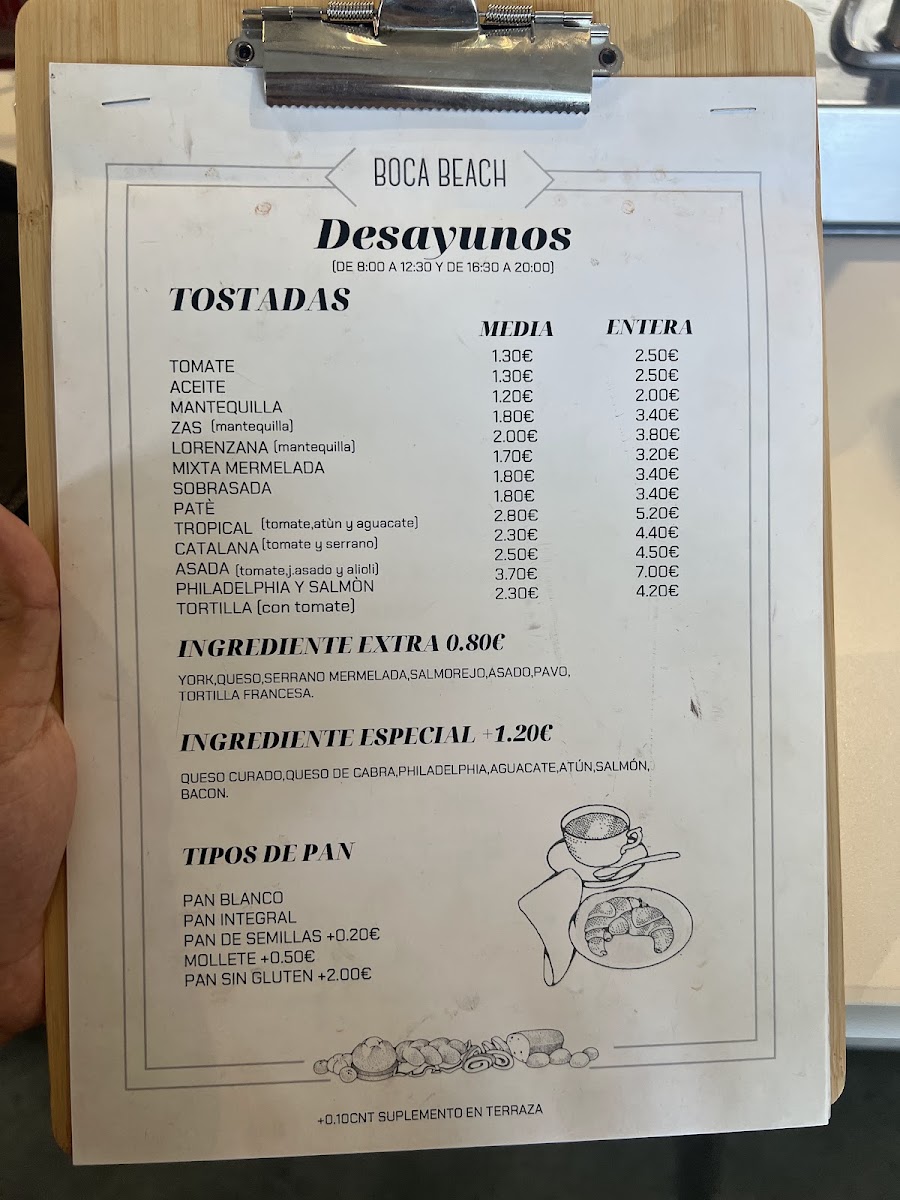 BOCA BEACH
Desayunos
(DE 8:00 A 12:30 Y DE 16:30 A 20:00)
TOSTADAS
MEDIA ENTERA
TOMATE 1.30€ 2.50€
ACEITE 1.30€ 2.50€
MANTEQUILLA 1.20€ 2.00€
ZAS (mantequilla) 1.80€ 3.40€
LORENZANA (mantequilla) 2.00€ 3.80€
MIXTA MERMELADA 1.70€ 3.20€
SOBRASADA 1.80€ 3.40€
PATÈ 1.80€ 3.40€
TROPICAL (tomate,atùn y aguacate) 2.80€ 5.20€
CATALANA (tomate y serrano) 2.30€ 4.40€
ASADA (tomate,j.asado y alioli) 2.50€ 4.50€
PHILADELPHIA Y SALMÒN 3.70€ 7.00€
TORTILLA (con tomate) 2.30€ 4.20€
INGREDIENTE EXTRA 0.80€
YORK,QUESO,SERRANO MERMELADA,SALMOREJO,ASADO,PAVO,
TORTILLA FRANCESA.
INGREDIENTE ESPECIAL +1.20€
QUESO CURADO,QUESO DE CABRA,PHILADELPHIA,AGUACATE,ATÚN,SALMÓN,
BACON.
TIPOS DE PAN
PAN BLANCO
PAN INTEGRAL
PAN DE SEMILLAS +0.20€
MOLLETE +0.50€
PAN SIN GLUTEN +2.00€
+0.10CNT SUPLEMENTO EN TERRAZA